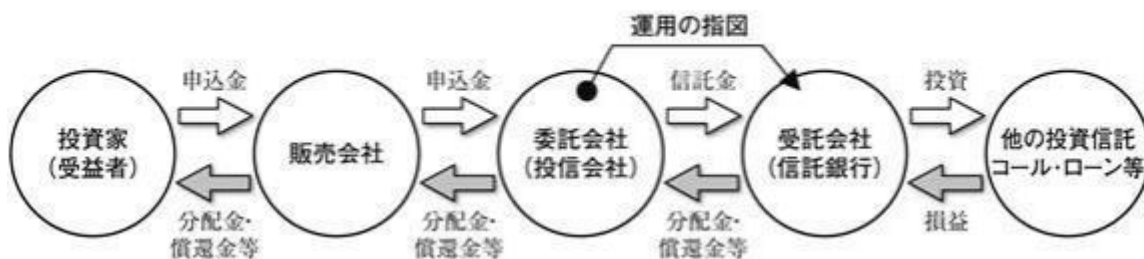 運用の指図
申込金
申込金
信託金
投資
投資家
(受益者)
販売会社
委託会社
(投信会社)
受託会社
(信託銀行)
他の投資信託
コール・ローン等
分配金・
償還金等
分配金・
償還金等
分配金・
償還金等
損益